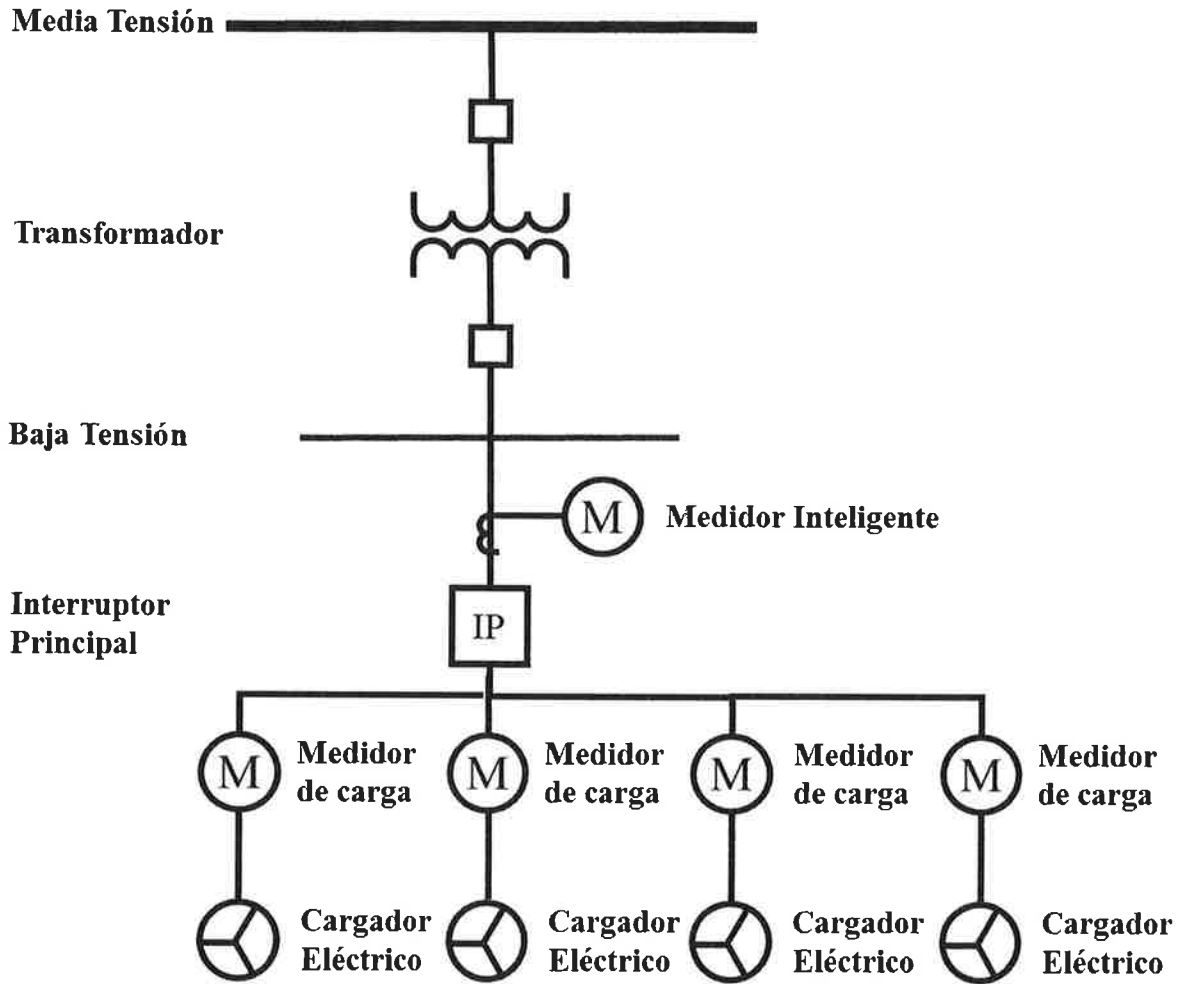 Media Tensión
Transformador
Baja Tensión
M
Medidor Inteligente
Interruptor
Principal
IP
M
Medidor
de carga
M
Medidor
de carga
M
Medidor
de carga
M
Medidor
de carga
Cargador
Eléctrico
Cargador
Eléctrico
Cargador
Eléctrico
Cargador
Eléctrico